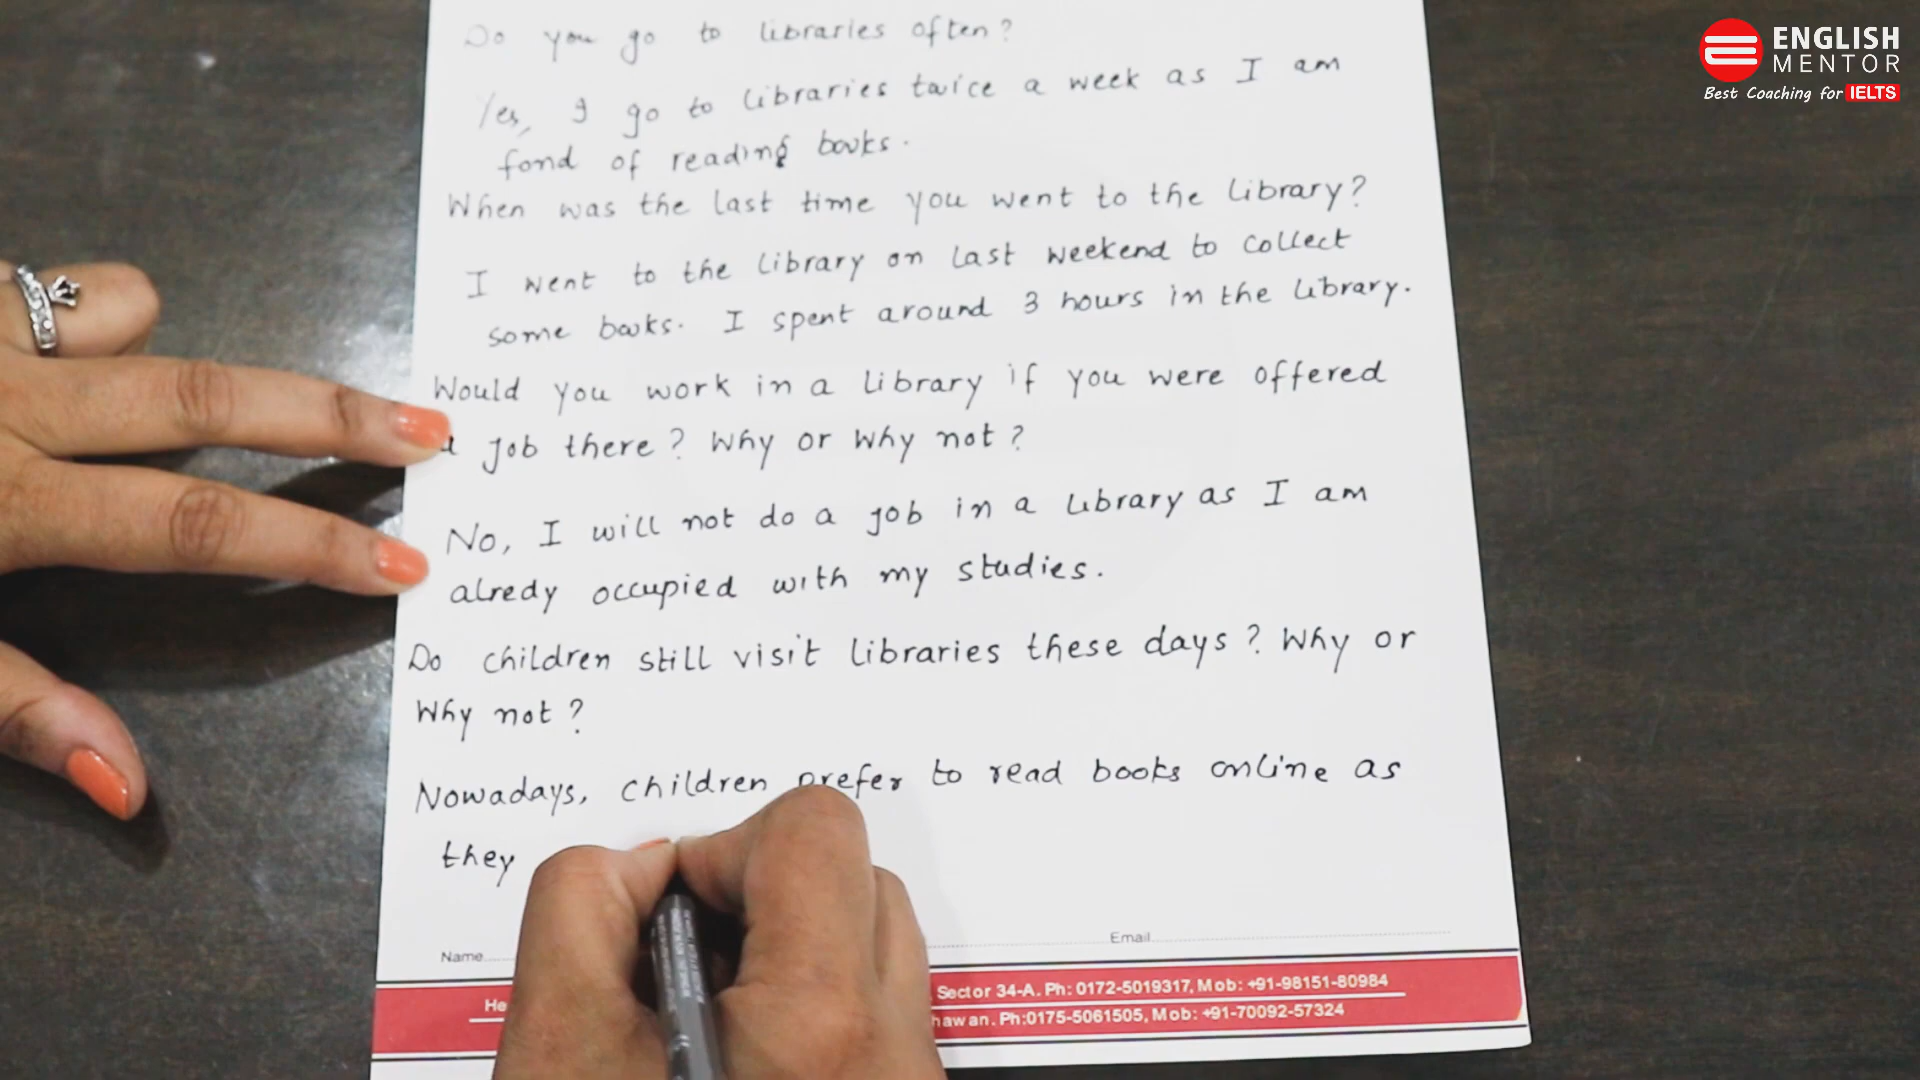 Do you go to libraries often?
Yes, I go to libraries twice a week as I am
fond of reading books.
When was the last time you went to the library?
I went to the library on last weekend to collect
some books. I spent around 3 hours in the library.
Would you work in a library if you were offered
a job there? Why or why not?
No, I will not do a job in a library as I am
alredy occupied with my studies.
Do children still visit libraries these days? Why or
Why not?
Nowadays, children prefer to read books online as
they
Name
Email
Sector 34-A. Ph: 0172-5019317, Mob: +91-98151-80984
Ph:0175-5061505, Mob: +91-70092-57324
ENGLISH
MENTOR
Best Coaching for IELTS